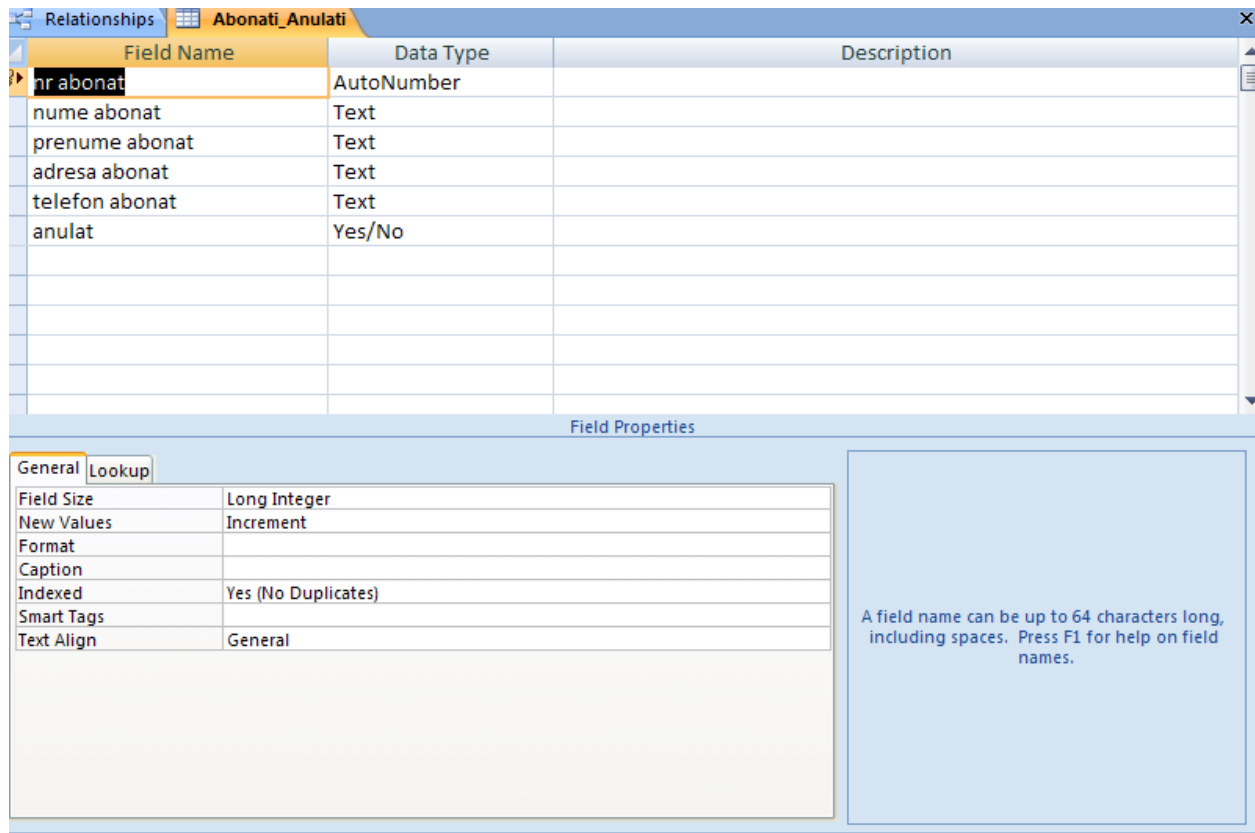 Relationships Abonati_Anulati
Field Name Data Type Description
nr abonat AutoNumber
nume abonat Text
prenume abonat Text
adresa abonat Text
telefon abonat Text
anulat Yes/No
Field Properties
General Lookup
Field Size Long Integer
New Values Increment
Format
Caption
Indexed Yes (No Duplicates)
Smart Tags
Text Align General
A field name can be up to 64 characters long,
including spaces. Press F1 for help on field
names.